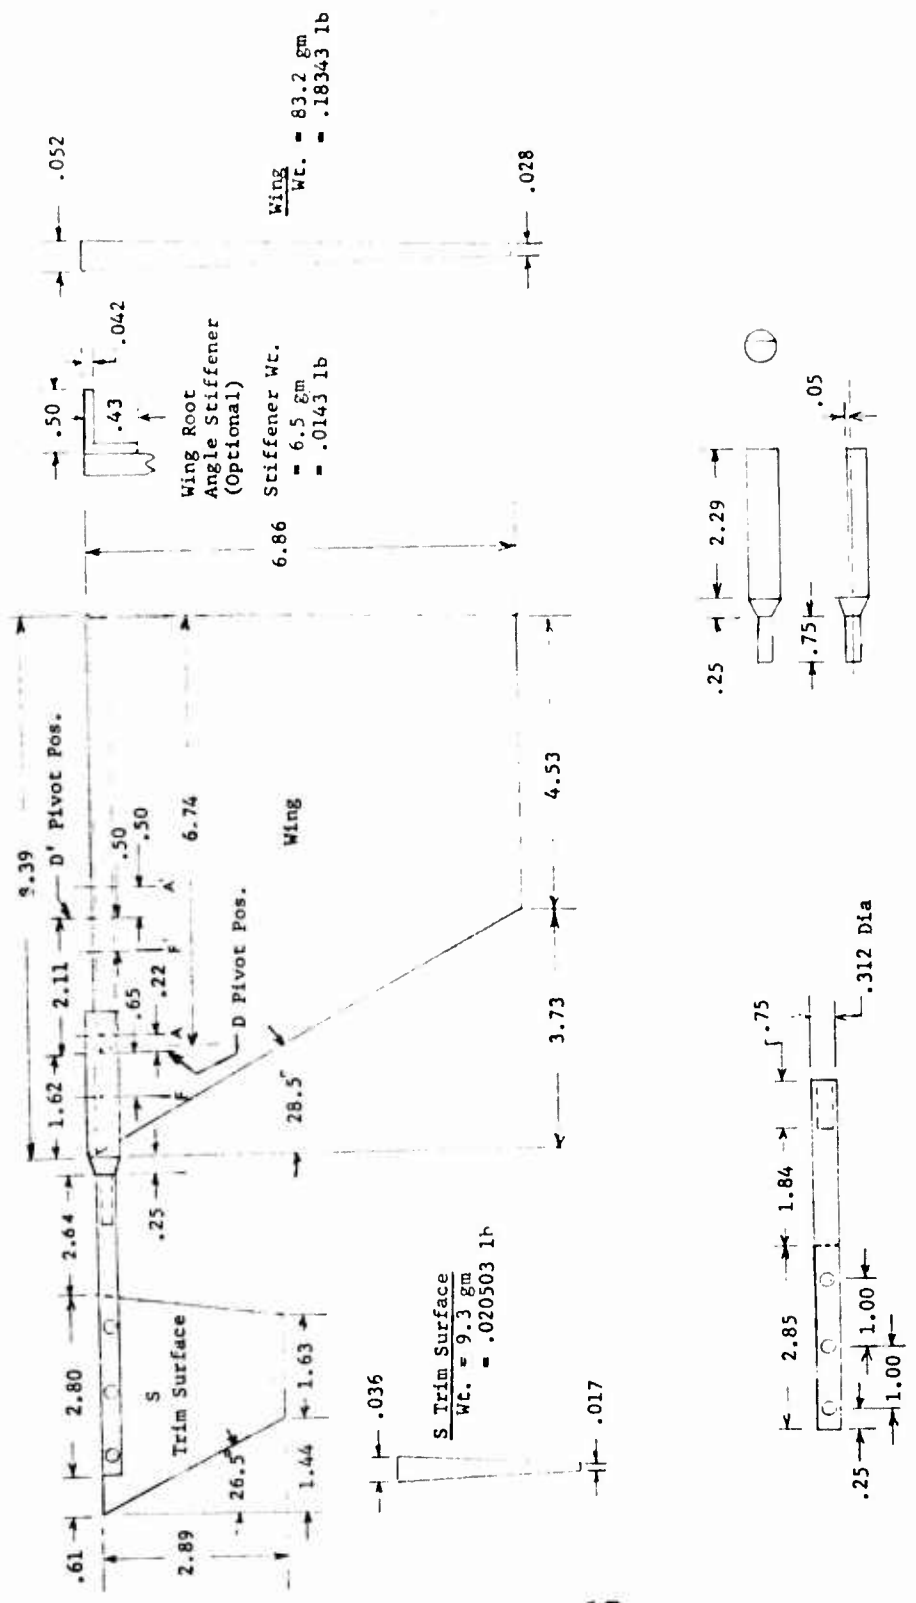 .052
.50
.43
.042
Wing Root
Angle Stiffener
(Optional)
Stiffener Wt.
= 6.5 gm
= .0143 lb
Wing
Wt. = 83.2 gm
= .18343 lb
.028
6.86
.39
D' Pivot Pos.
2.11
1.62
.50
.50
.65
.22
6.74
A
F
A
F
D Pivot Pos.
Wing
28.5°
4.53
3.73
2.64
.25
2.80
.61
S
Trim Surface
26.5°
2.89
1.63
1.44
S Trim Surface
Wt. = 9.3 gm
= .020503 lb
.036
.017
2.29
.25
.75
.05
.75
.312 Dia
1.84
2.85
1.00
1.00
.25